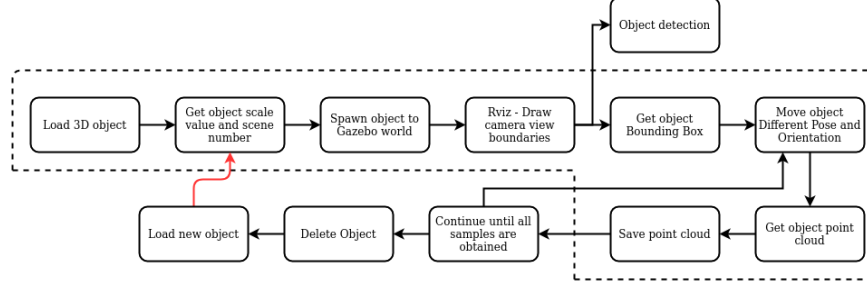 Object detection
Load 3D object
Get object scale
value and scene
number
Spawn object to
Gazebo world
Rviz - Draw
camera view
boundaries
Get object
Bounding Box
Move object
Different Pose and
Orientation
Load new object
Delete Object
Continue until all
samples are
obtained
Save point cloud
Get object point
cloud